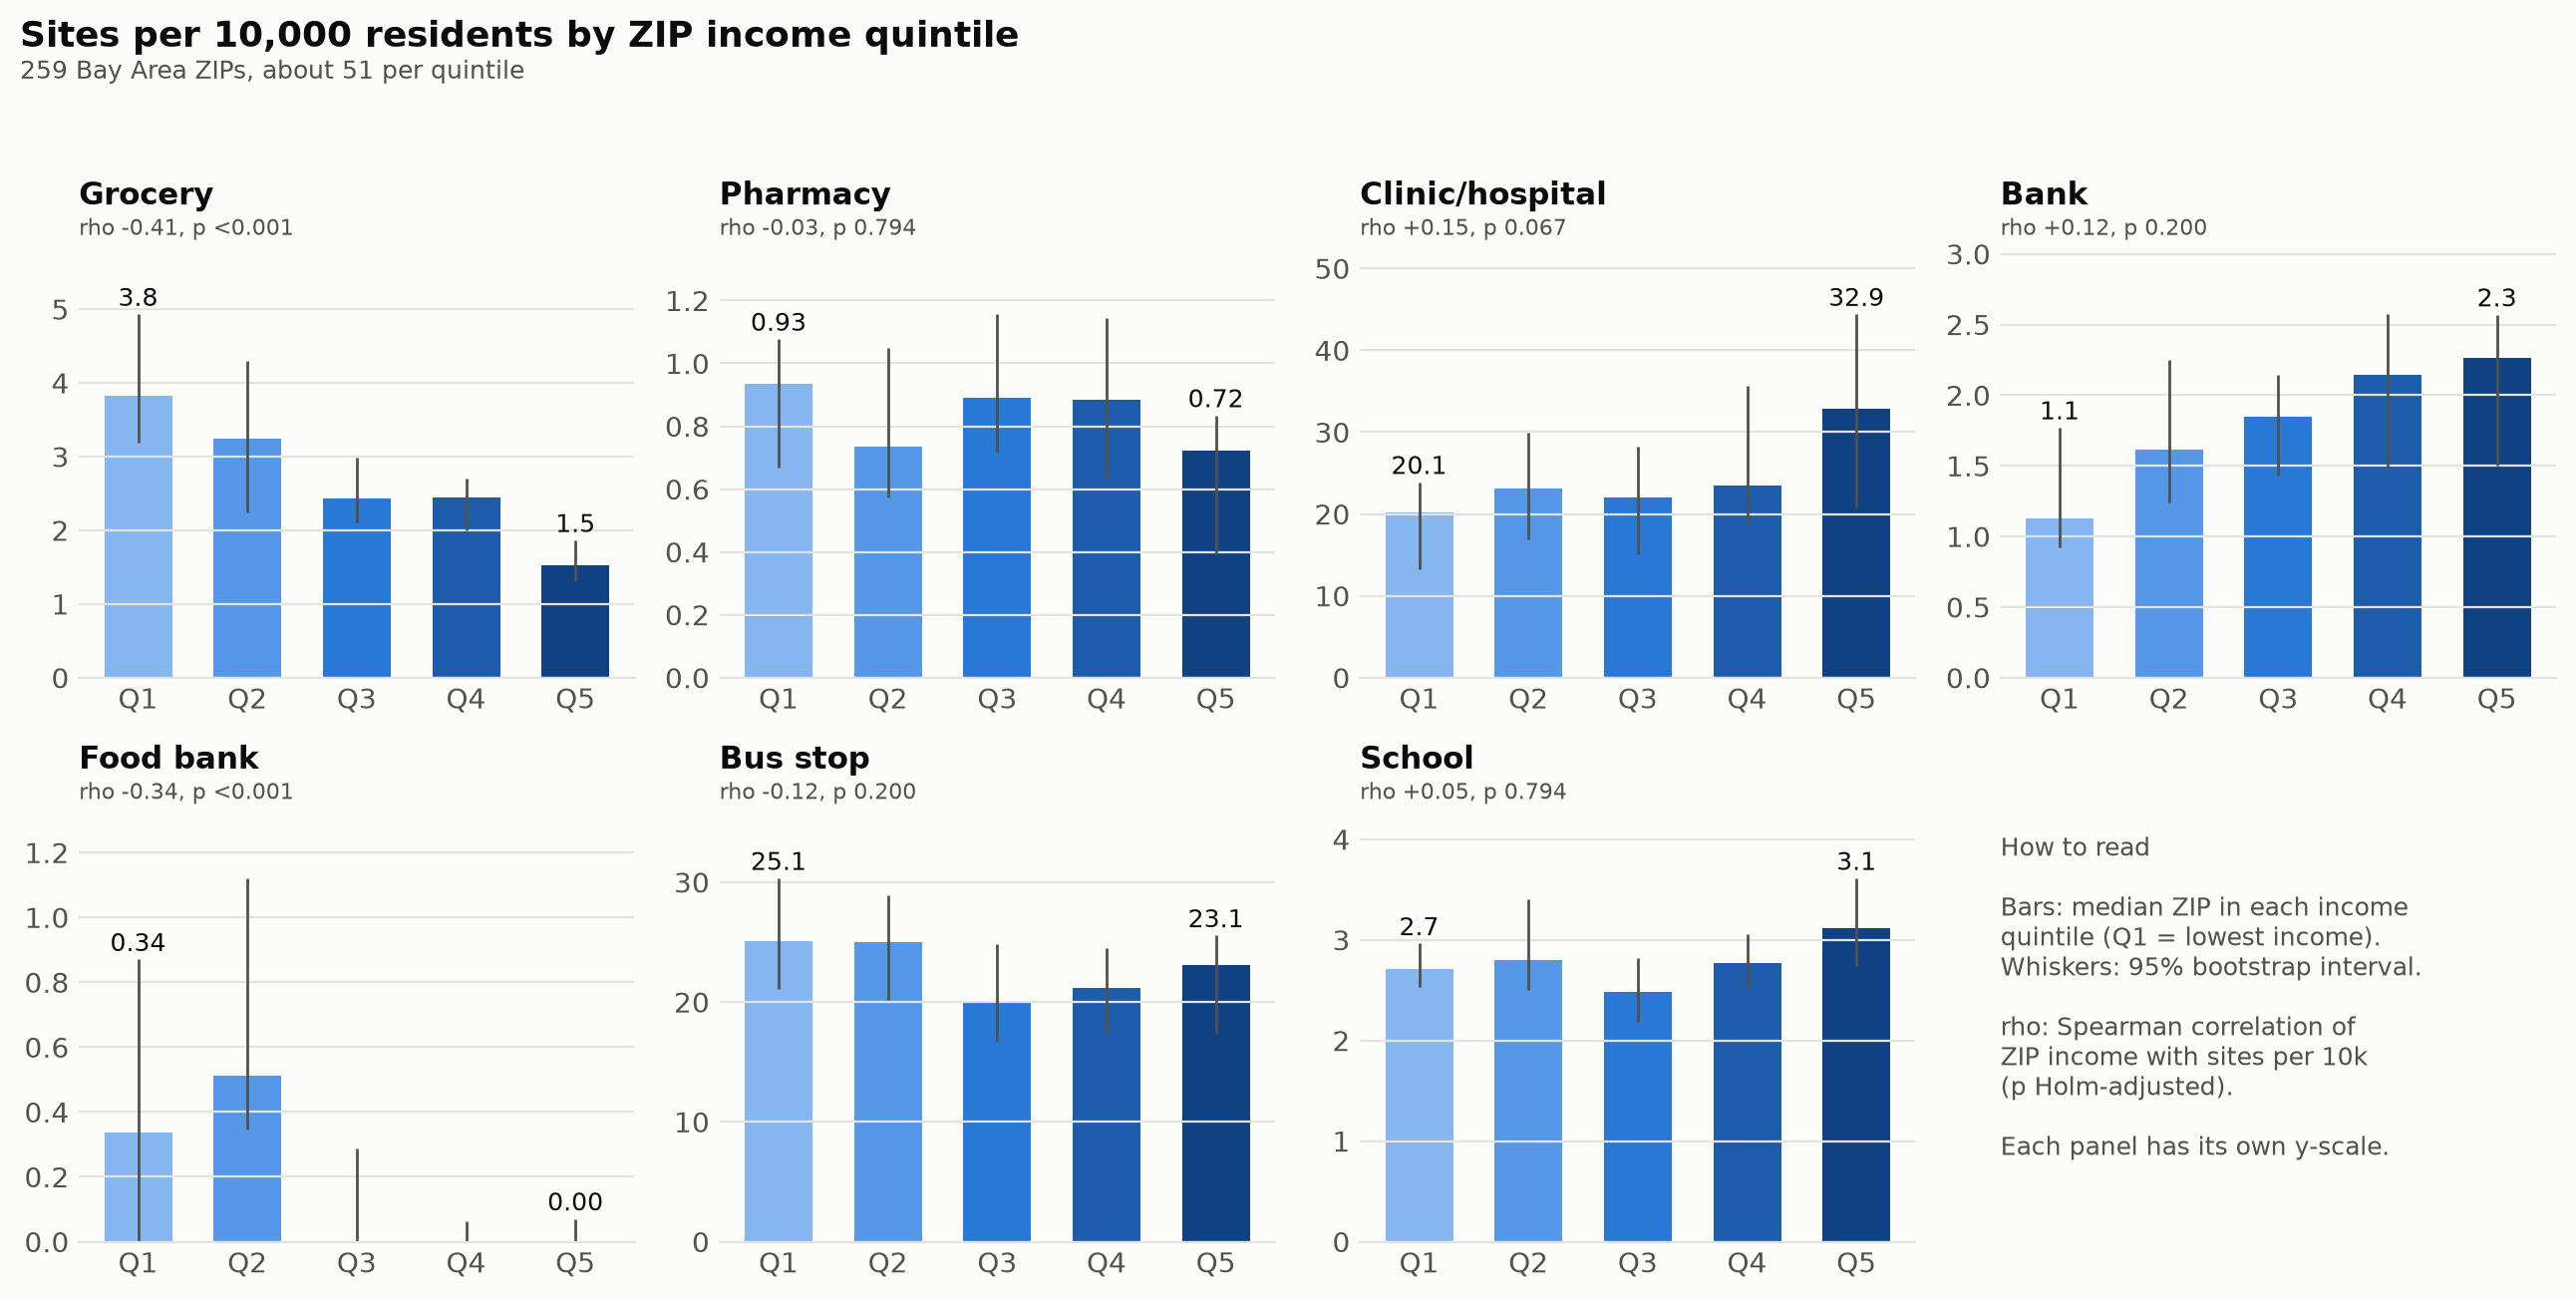 Sites per 10,000 residents by ZIP income quintile
259 Bay Area ZIPs, about 51 per quintile
Grocery
rho -0.41, p <0.001
5
4
3
2
1
0
3.8
1.5
Q1 Q2 Q3 Q4 Q5
Pharmacy
rho -0.03, p 0.794
1.2
1.0
0.8
0.6
0.4
0.2
0.0
0.93
0.72
Q1 Q2 Q3 Q4 Q5
Clinic/hospital
rho +0.15, p 0.067
50
40
30
20
10
0
20.1
32.9
Q1 Q2 Q3 Q4 Q5
Bank
rho +0.12, p 0.200
3.0
2.5
2.0
1.5
1.0
0.5
0.0
1.1
2.3
Q1 Q2 Q3 Q4 Q5
Food bank
rho -0.34, p <0.001
1.2
1.0
0.8
0.6
0.4
0.2
0.0
0.34
0.00
Q1 Q2 Q3 Q4 Q5
Bus stop
rho -0.12, p 0.200
30
20
10
0
25.1
23.1
Q1 Q2 Q3 Q4 Q5
School
rho +0.05, p 0.794
4
3
2
1
0
2.7
3.1
Q1 Q2 Q3 Q4 Q5
How to read
Bars: median ZIP in each income
quintile (Q1 = lowest income).
Whiskers: 95% bootstrap interval.
rho: Spearman correlation of
ZIP income with sites per 10k
(p Holm-adjusted).
Each panel has its own y-scale.